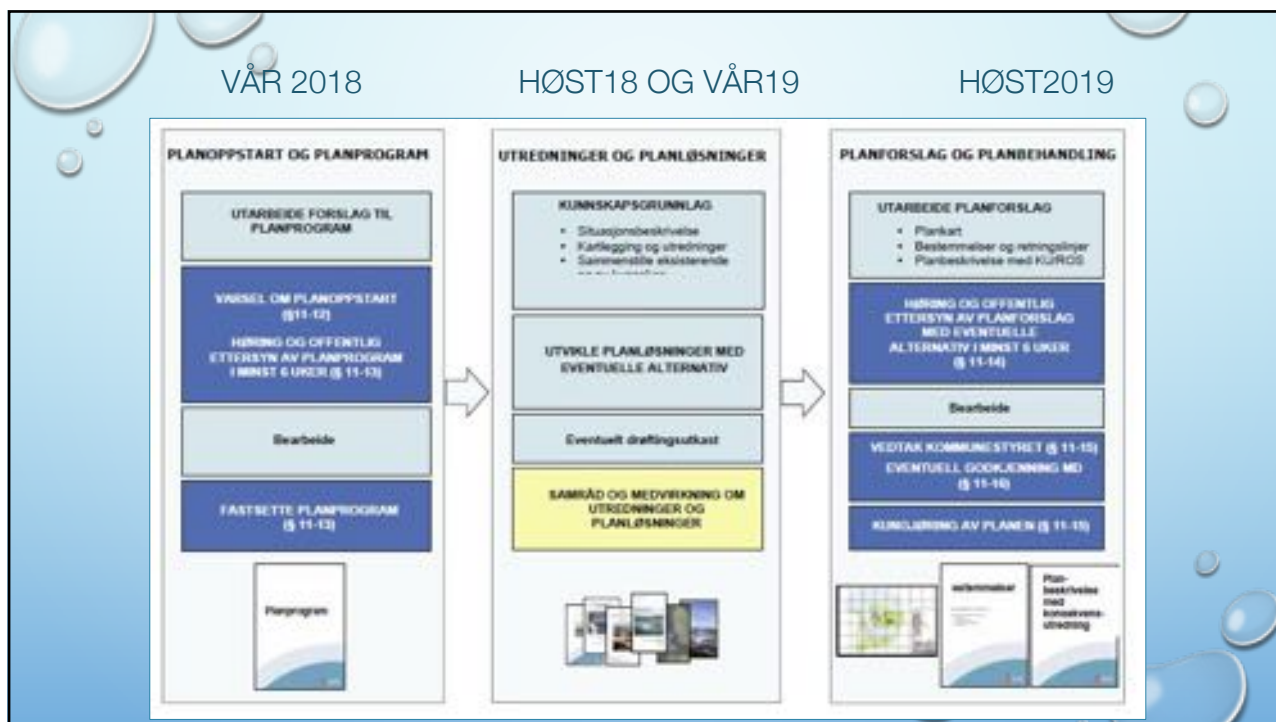 VÅR 2018
HØST18 OG VÅR19
HØST2019
PLANOPPSTART OG PLANPROGRAM
UTARBEIDE FORSLAG TIL
PLANPROGRAM
VARSEL OM PLANOPPSTART
(§11-12)
HØRING OG OFFENTLIG
ETTERSYN AV PLANPROGRAM
I MINST 6 UKER (§ 11-13)
Bearbeide
FASTSETTE PLANPROGRAM
(§ 11-13)
Planprogram
UTREDNINGER OG PLANLØSNINGER
KUNNSKAPSGRUNNLAG
• Situasjonsbeskrivelse
• Kartlegging og utredninger
• Sammenstille eksisterende
UTVIKLE PLANLØSNINGER MED
EVENTUELLE ALTERNATIV
Eventuelt drøftingsutkast
SAMRÅD OG MEDVIRKNING OM
UTREDNINGER OG
PLANLØSNINGER
PLANFORSLAG OG PLANBEHANDLING
UTARBEIDE PLANFORSLAG
• Plankart
• Bestemmelser og retningslinjer
• Planbeskrivelse med KU/ROS
HØRING OG OFFENTLIG
ETTERSYN AV PLANFORSLAG
MED EVENTUELLE
ALTERNATIV I MINST 6 UKER
(§ 11-14)
Bearbeide
VEDTAK KOMMUNESTYRET (§ 11-15)
EVENTUELL GODKJENNING MD
(§ 11-16)
KUNGJØRING AV PLANEN (§ 11-15)
estemmelser
Plan-
beskrivelse
med
konsekvens-
utredning